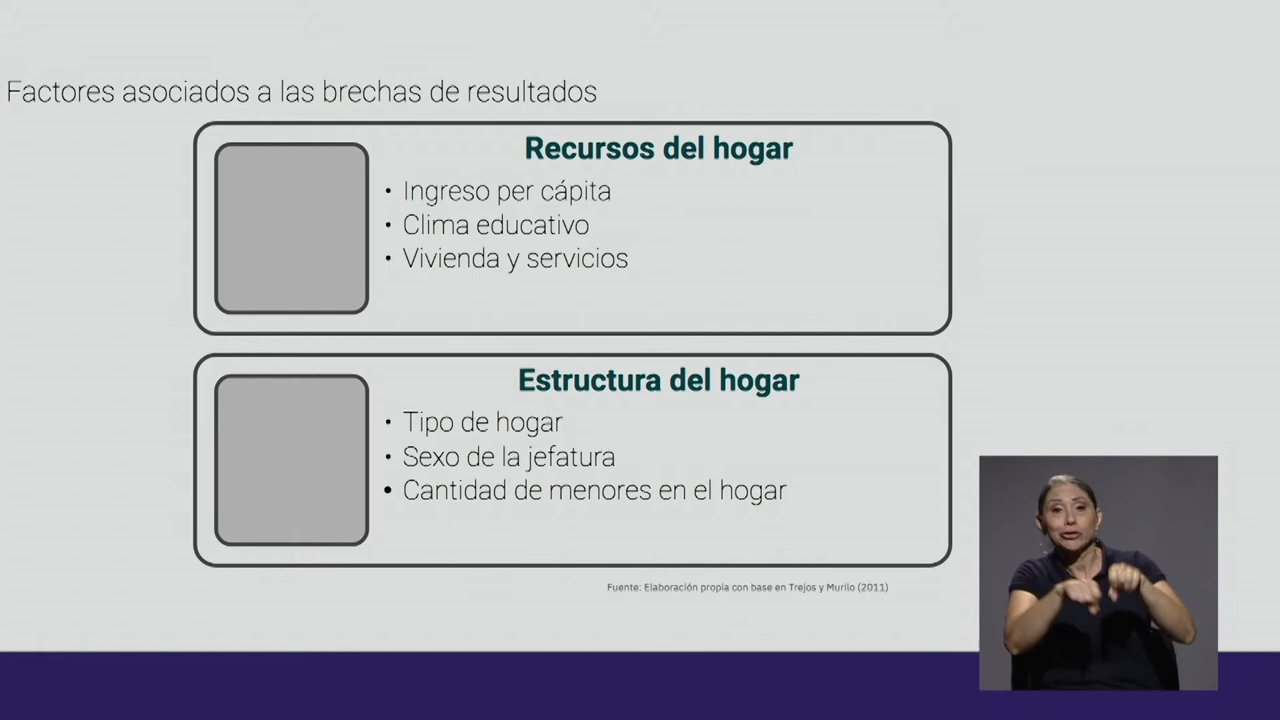 Factores asociados a las brechas de resultados
Recursos del hogar
• Ingreso per cápita
• Clima educativo
• Vivienda y servicios
Estructura del hogar
• Tipo de hogar
• Sexo de la jefatura
• Cantidad de menores en el hogar
Fuente: Elaboración propia con base en Trejos y Murilo (2011)